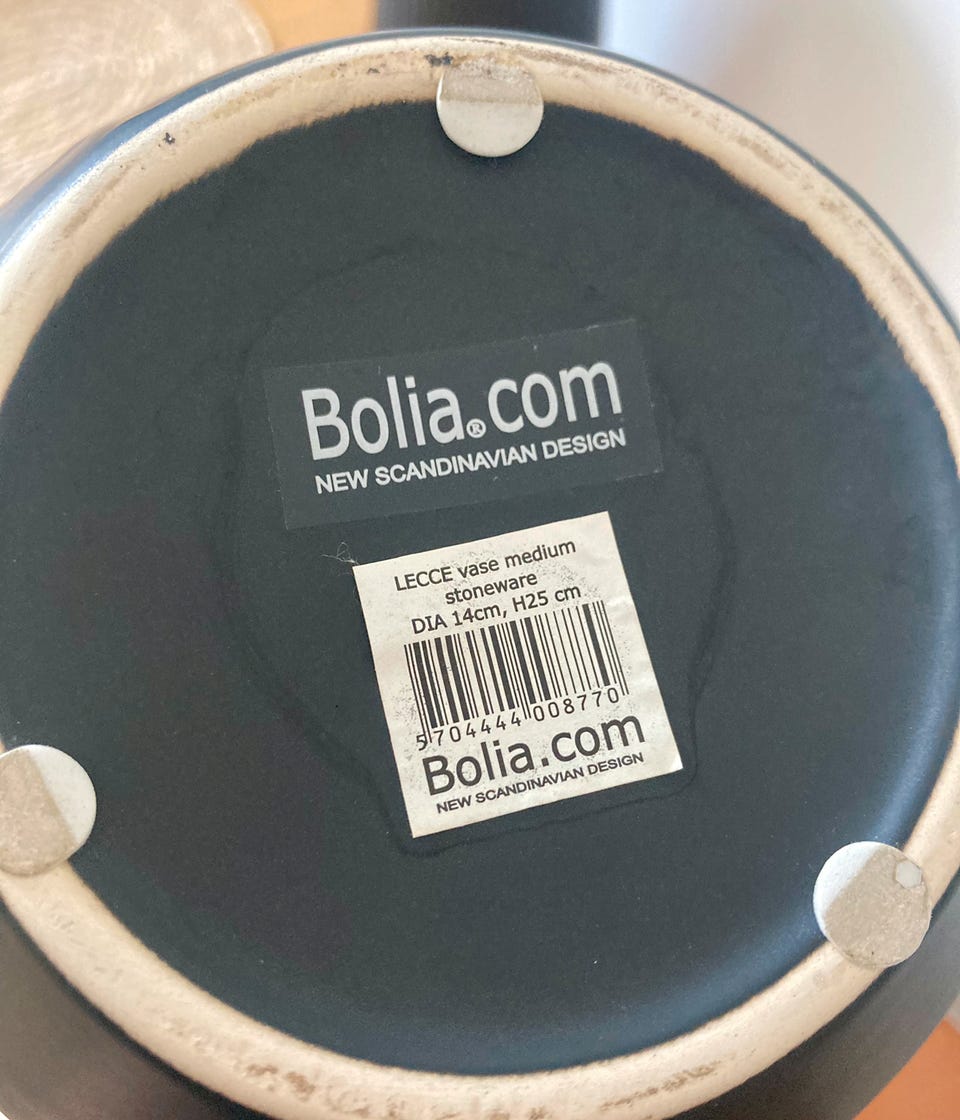 Bolia®.com
NEW SCANDINAVIAN DESIGN
LECCE vase medium
stoneware
DIA 14cm, H25 cm
5704444008770
Bolia.com
NEW SCANDINAVIAN DESIGN